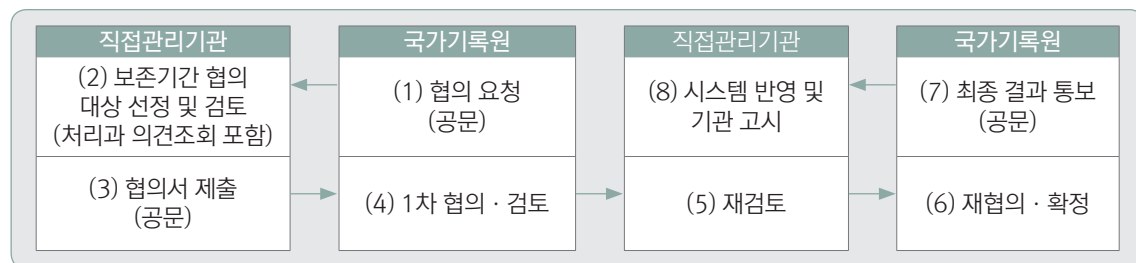 직접관리기관
(2) 보존기간 협의
대상 선정 및 검토
(처리과 의견조회 포함)
(3) 협의서 제출
(공문)
국가기록원
(1) 협의 요청
(공문)
(4) 1차 협의 · 검토
직접관리기관
(8) 시스템 반영 및
기관 고시
(5) 재검토
국가기록원
(7) 최종 결과 통보
(공문)
(6) 재협의 · 확정